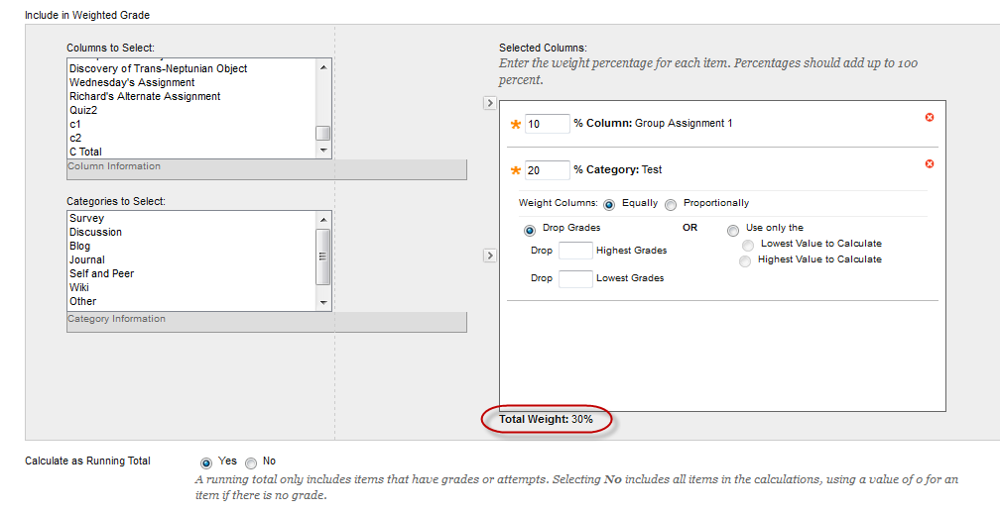 Include in Weighted Grade
Columns to Select:
Discovery of Trans-Neptunian Object
Wednesday's Assignment
Richard's Alternate Assignment
Quiz2
c1
c2
C Total
Column Information
Categories to Select:
Survey
Discussion
Blog
Journal
Self and Peer
Wiki
Other
Category Information
Selected Columns:
Enter the weight percentage for each item. Percentages should add up to 100
percent.
10 % Column: Group Assignment 1
20 % Category: Test
Weight Columns: Equally Proportionally
Drop Grades OR Use only the
Drop Highest Grades Lowest Value to Calculate
Highest Value to Calculate
Drop Lowest Grades
Total Weight: 30%
Calculate as Running Total Yes No
A running total only includes items that have grades or attempts. Selecting No includes all items in the calculations, using a value of 0 for an
item if there is no grade.